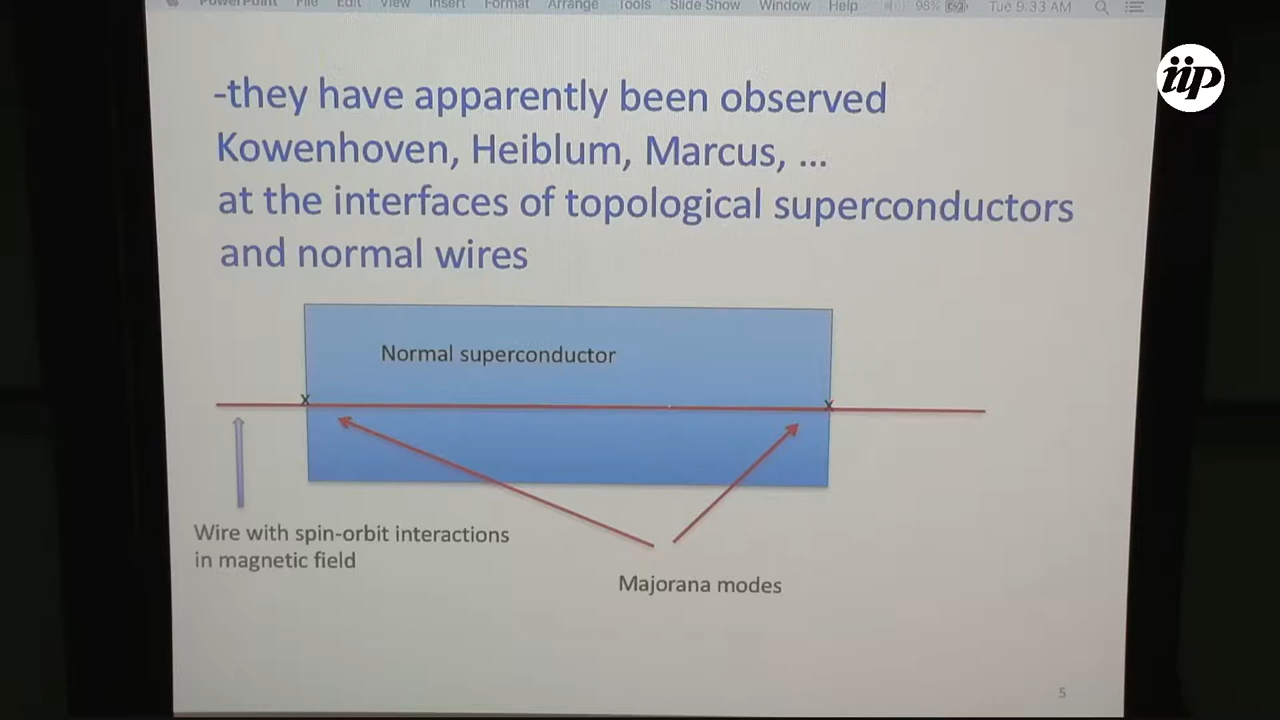 PowerPoint File Edit View Insert Format Arrange Tools Slide Show Window Help 98% Tue 9:33 AM
iip
-they have apparently been observed
Kowenhoven, Heiblum, Marcus, ...
at the interfaces of topological superconductors
and normal wires
Normal superconductor
x x
Wire with spin-orbit interactions
in magnetic field
Majorana modes
5